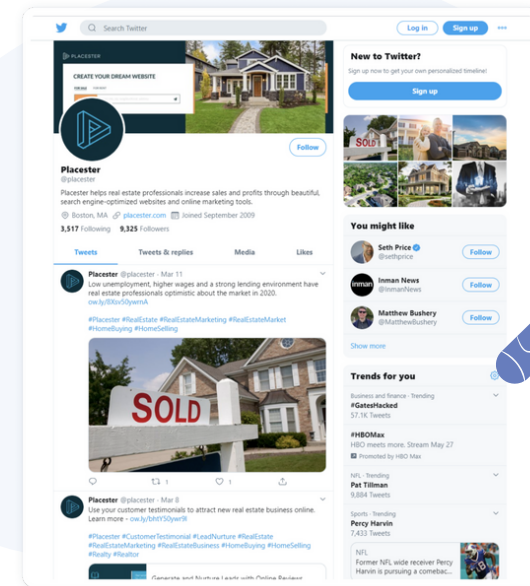 Search Twitter
Log in
Sign up
PLACESTER
CREATE YOUR DREAM WEBSITE
Follow
Placester
@placester
Placester helps real estate professionals increase sales and profits through beautiful,
search engine-optimized websites and online marketing tools.
Boston, MA placester.com Joined September 2009
3,517 Following 9,325 Followers
Tweets Tweets & replies Media Likes
Placester @placester · Mar 11
Low unemployment, higher wages and a strong lending environment have
real estate professionals optimistic about the market in 2020.
#Placester #RealEstate #RealEstateMarketing #RealEstateMarket
#HomeBuying #HomeSelling
SOLD
1 1
Placester @placester · Mar 8
Use your customer testimonials to attract new real estate business online.
Learn more -
#Placester #CustomerTestimonial #LeadNurture #RealEstate
#RealEstateMarketing #RealEstateBusiness #HomeBuying #HomeSelling
#Realty #Realtor
Generate and Nurture Leads with Online Reviews
New to Twitter?
Sign up now to get your own personalized timeline!
Sign up
SOLD
You might like
Seth Price
@sethprice
Follow
inman
Inman News
@InmanNews
Follow
Matthew Bushery
@MatthewBushery
Follow
Show more
Trends for you
Business and finance · Trending
#GatesHacked
57.1K Tweets
#HBOMax
HBO meets more. Stream May 27
Promoted by HBO Max
NFL · Trending
Pat Tillman
9,884 Tweets
Sports · Trending
Percy Harvin
7,433 Tweets
NFL
Former NFL wide receiver Percy
Harvin is pursuing a comebac...